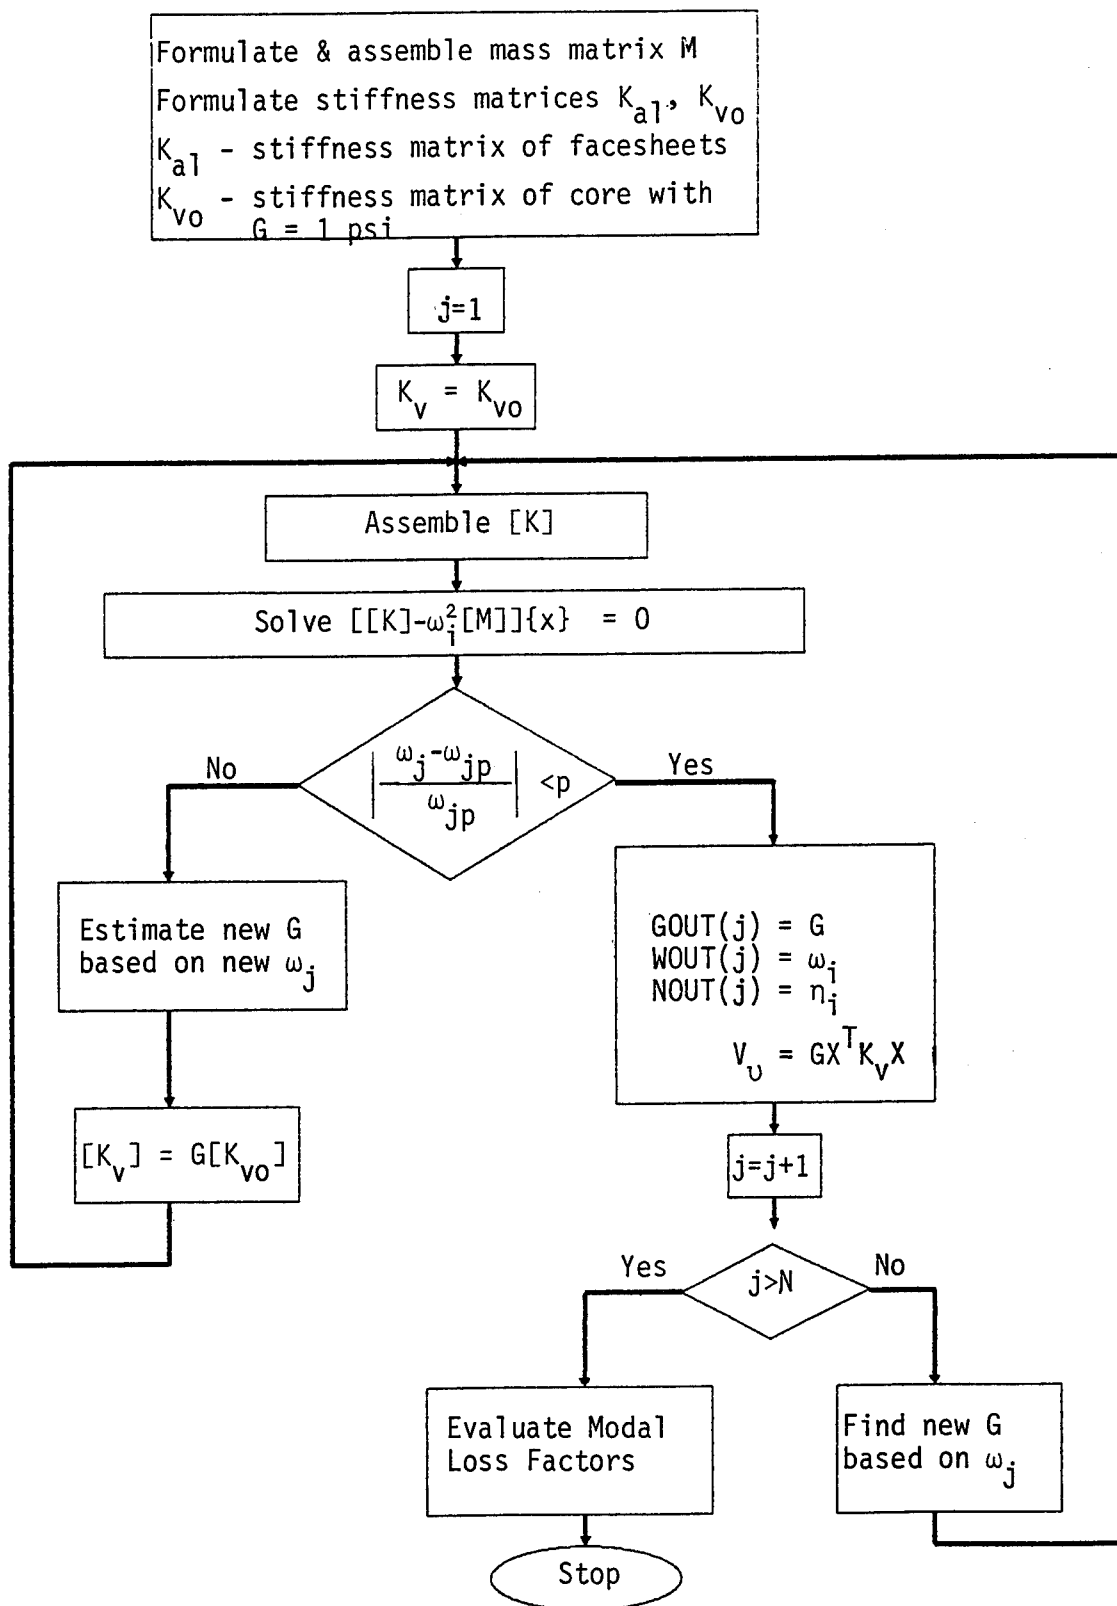 Formulate & assemble mass matrix M
Formulate stiffness matrices K_al, K_vo
K_al - stiffness matrix of facesheets
K_vo - stiffness matrix of core with
G = 1 psi
j=1
K_v = K_vo
Assemble [K]
Solve [[K]-ω_i^2[M]]{x} = 0
|(ω_j-ω_jp)/ω_jp| <p
No
Yes
Estimate new G
based on new ω_j
[K_v] = G[K_vo]
GOUT(j) = G
WOUT(j) = ω_i
NOUT(j) = η_i
V_υ = GX^T K_v X
j=j+1
j>N
Yes
No
Evaluate Modal
Loss Factors
Find new G
based on ω_j
Stop